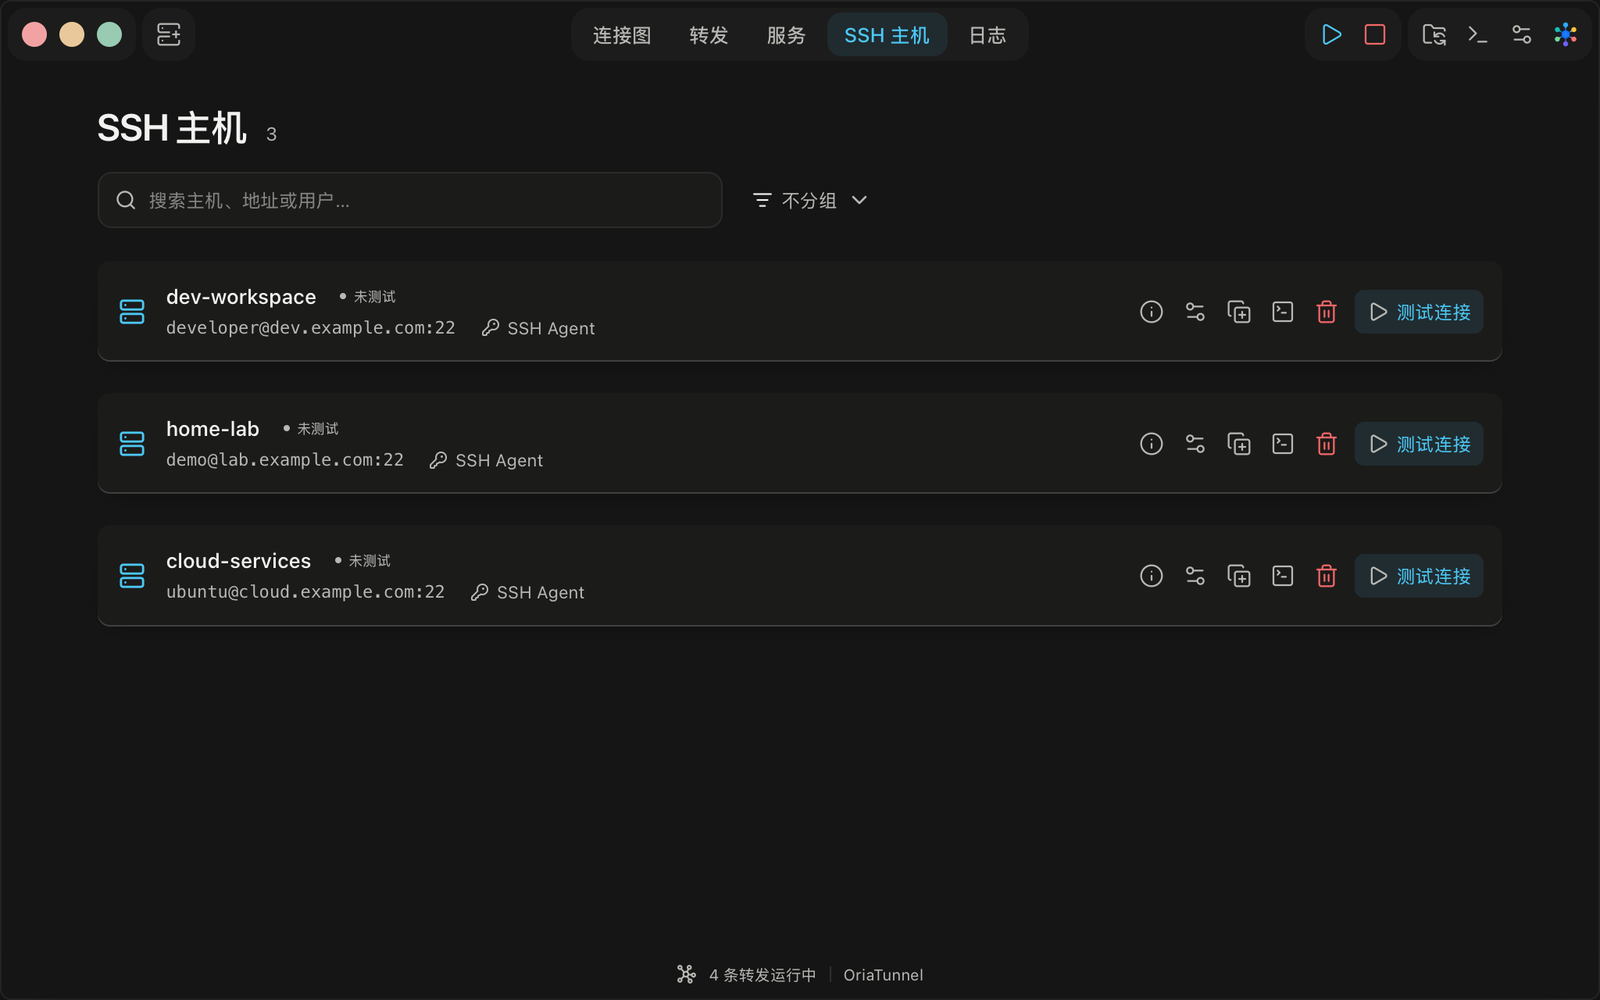 连接图 转发 服务 SSH 主机 日志
SSH 主机 3
搜索主机、地址或用户...
不分组
dev-workspace • 未测试
developer@dev.example.com:22 SSH Agent
测试连接
home-lab • 未测试
demo@lab.example.com:22 SSH Agent
测试连接
cloud-services • 未测试
ubuntu@cloud.example.com:22 SSH Agent
测试连接
4 条转发运行中 OriaTunnel